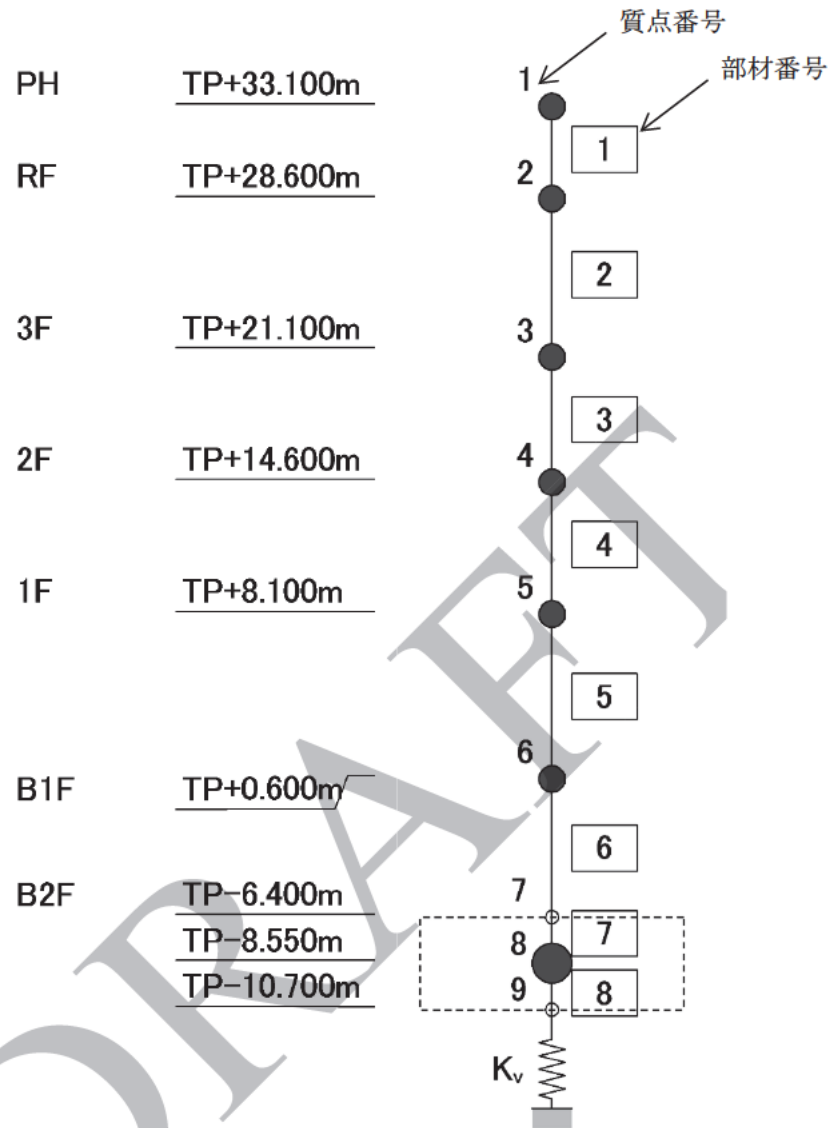 質点番号
部材番号
PH TP+33.100m 1
1
RF TP+28.600m 2
2
3F TP+21.100m 3
3
2F TP+14.600m 4
4
1F TP+8.100m 5
5
B1F TP+0.600m 6
6
B2F TP-6.400m 7
TP-8.550m 8 7
TP-10.700m 9 8
Kv
DRAFT